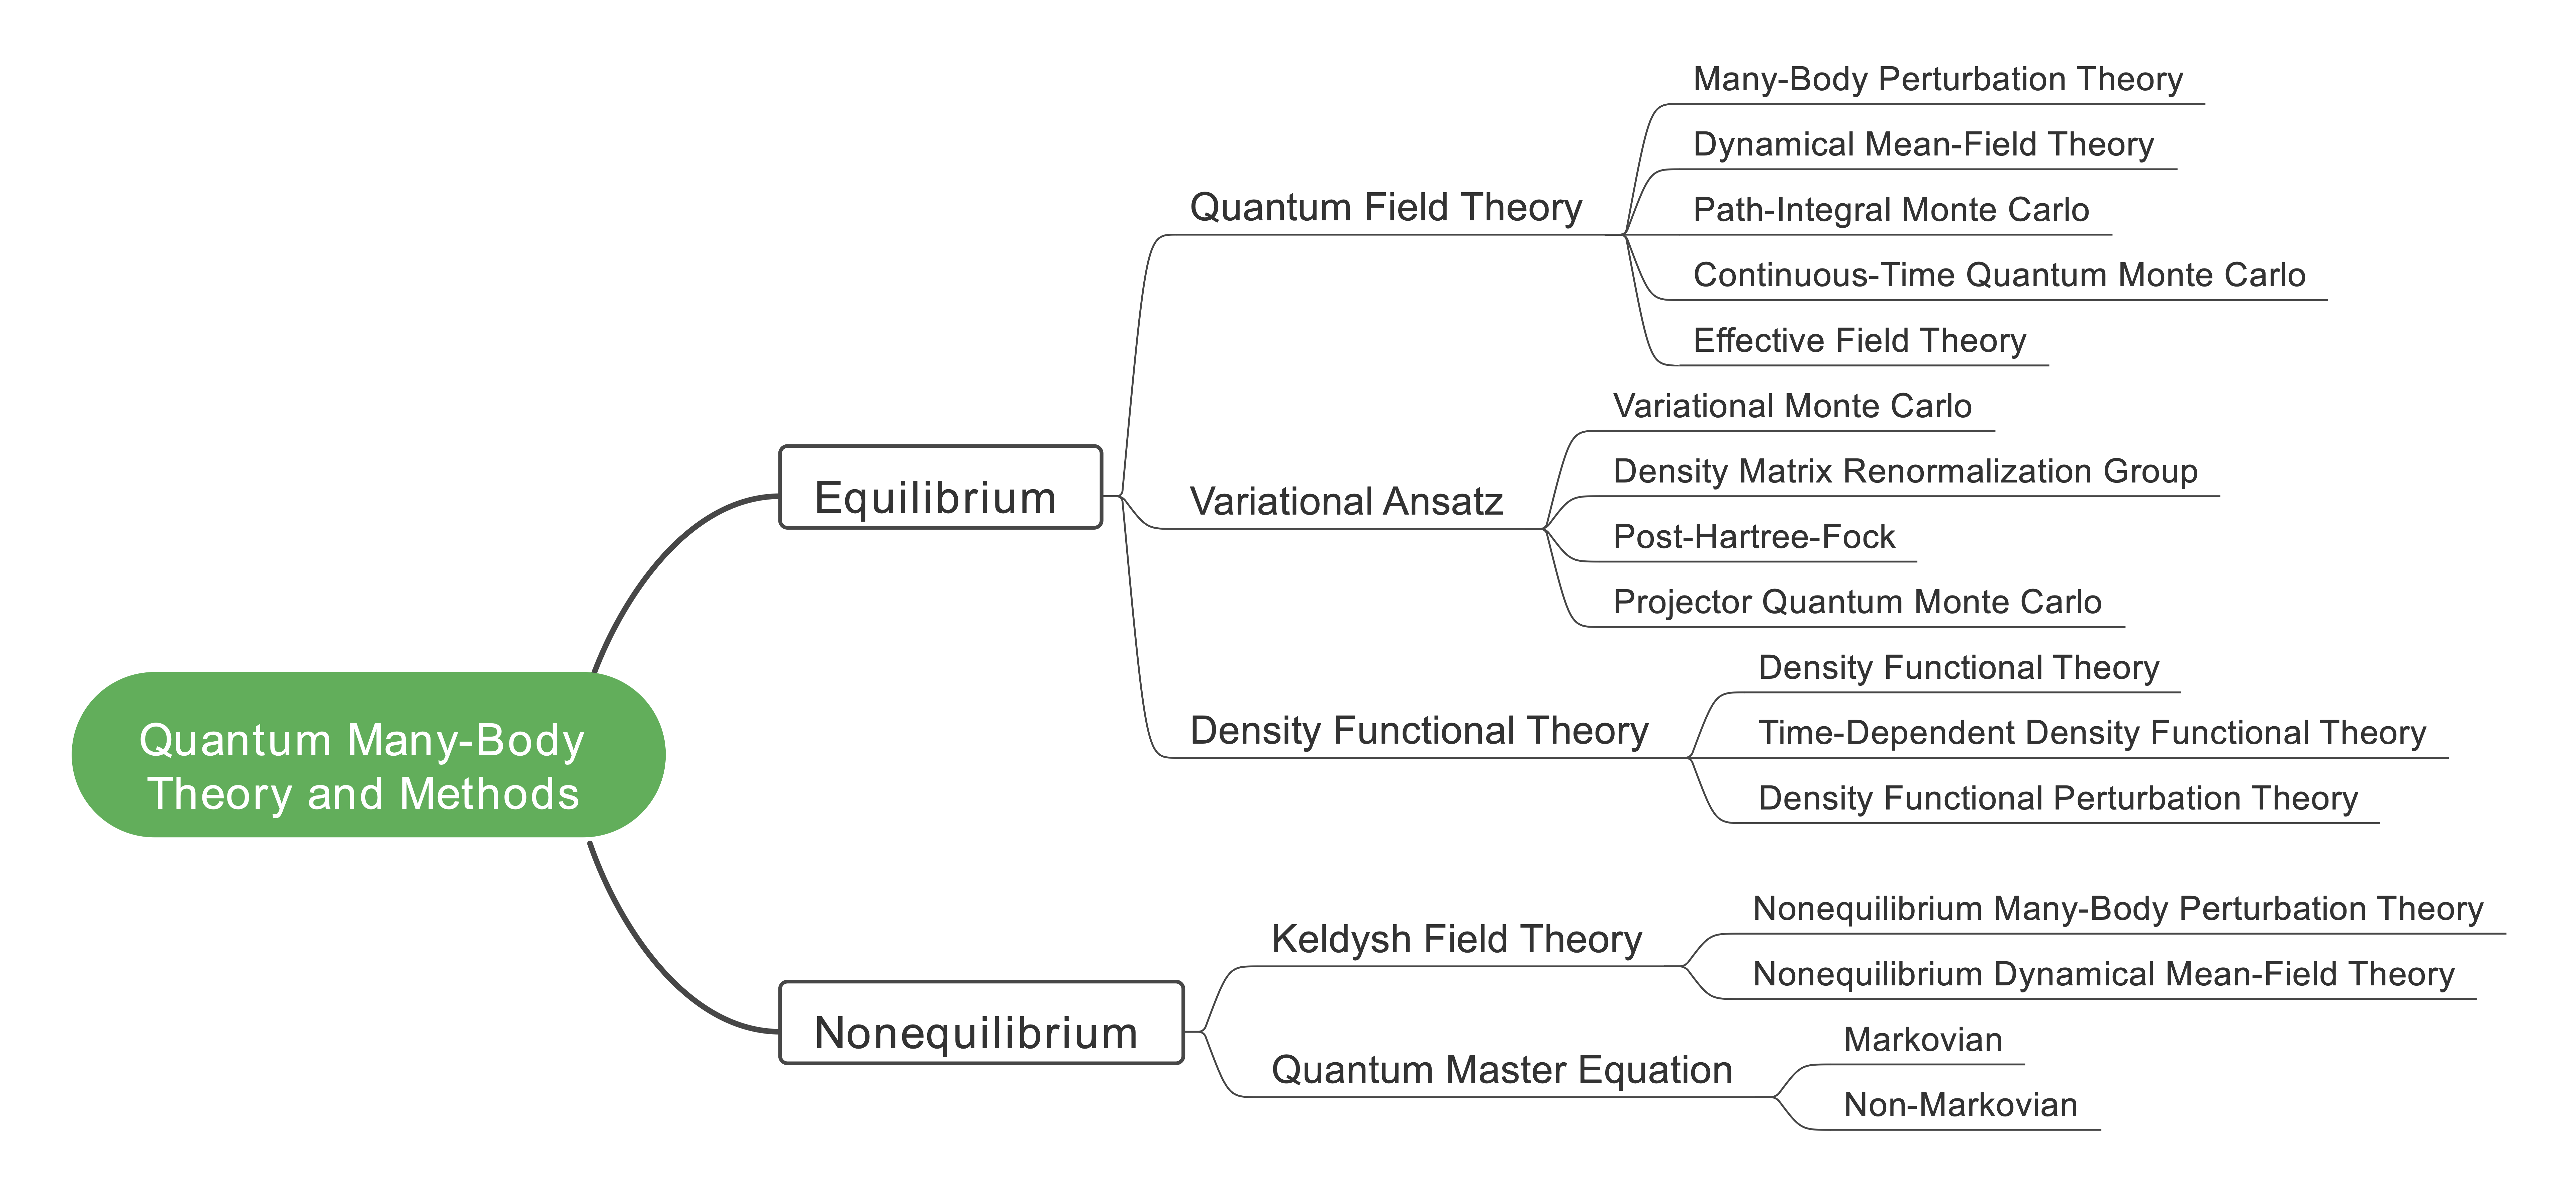 Quantum Many-Body
Theory and Methods
Equilibrium
Quantum Field Theory
Many-Body Perturbation Theory
Dynamical Mean-Field Theory
Path-Integral Monte Carlo
Continuous-Time Quantum Monte Carlo
Effective Field Theory
Variational Ansatz
Variational Monte Carlo
Density Matrix Renormalization Group
Post-Hartree-Fock
Projector Quantum Monte Carlo
Density Functional Theory
Density Functional Theory
Time-Dependent Density Functional Theory
Density Functional Perturbation Theory
Nonequilibrium
Keldysh Field Theory
Nonequilibrium Many-Body Perturbation Theory
Nonequilibrium Dynamical Mean-Field Theory
Quantum Master Equation
Markovian
Non-Markovian